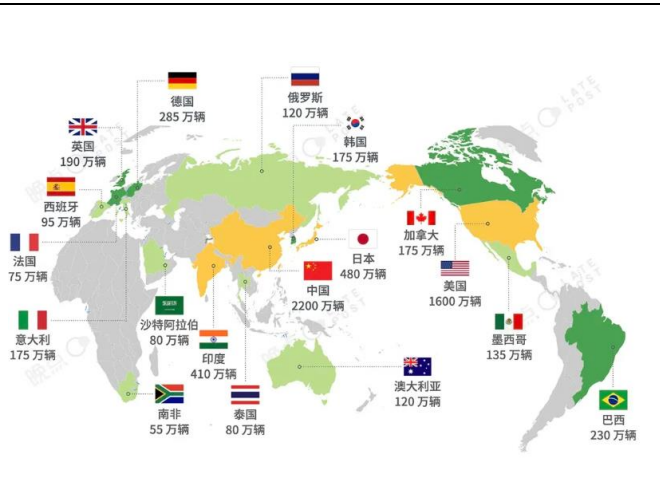 德国
285 万辆
俄罗斯
120 万辆
英国
190 万辆
韩国
175 万辆
西班牙
95 万辆
法国
75 万辆
日本
480 万辆
加拿大
175 万辆
中国
2200 万辆
美国
1600 万辆
意大利
175 万辆
沙特阿拉伯
80 万辆
印度
410 万辆
墨西哥
135 万辆
南非
55 万辆
泰国
80 万辆
澳大利亚
120 万辆
巴西
230 万辆
LATE
POST